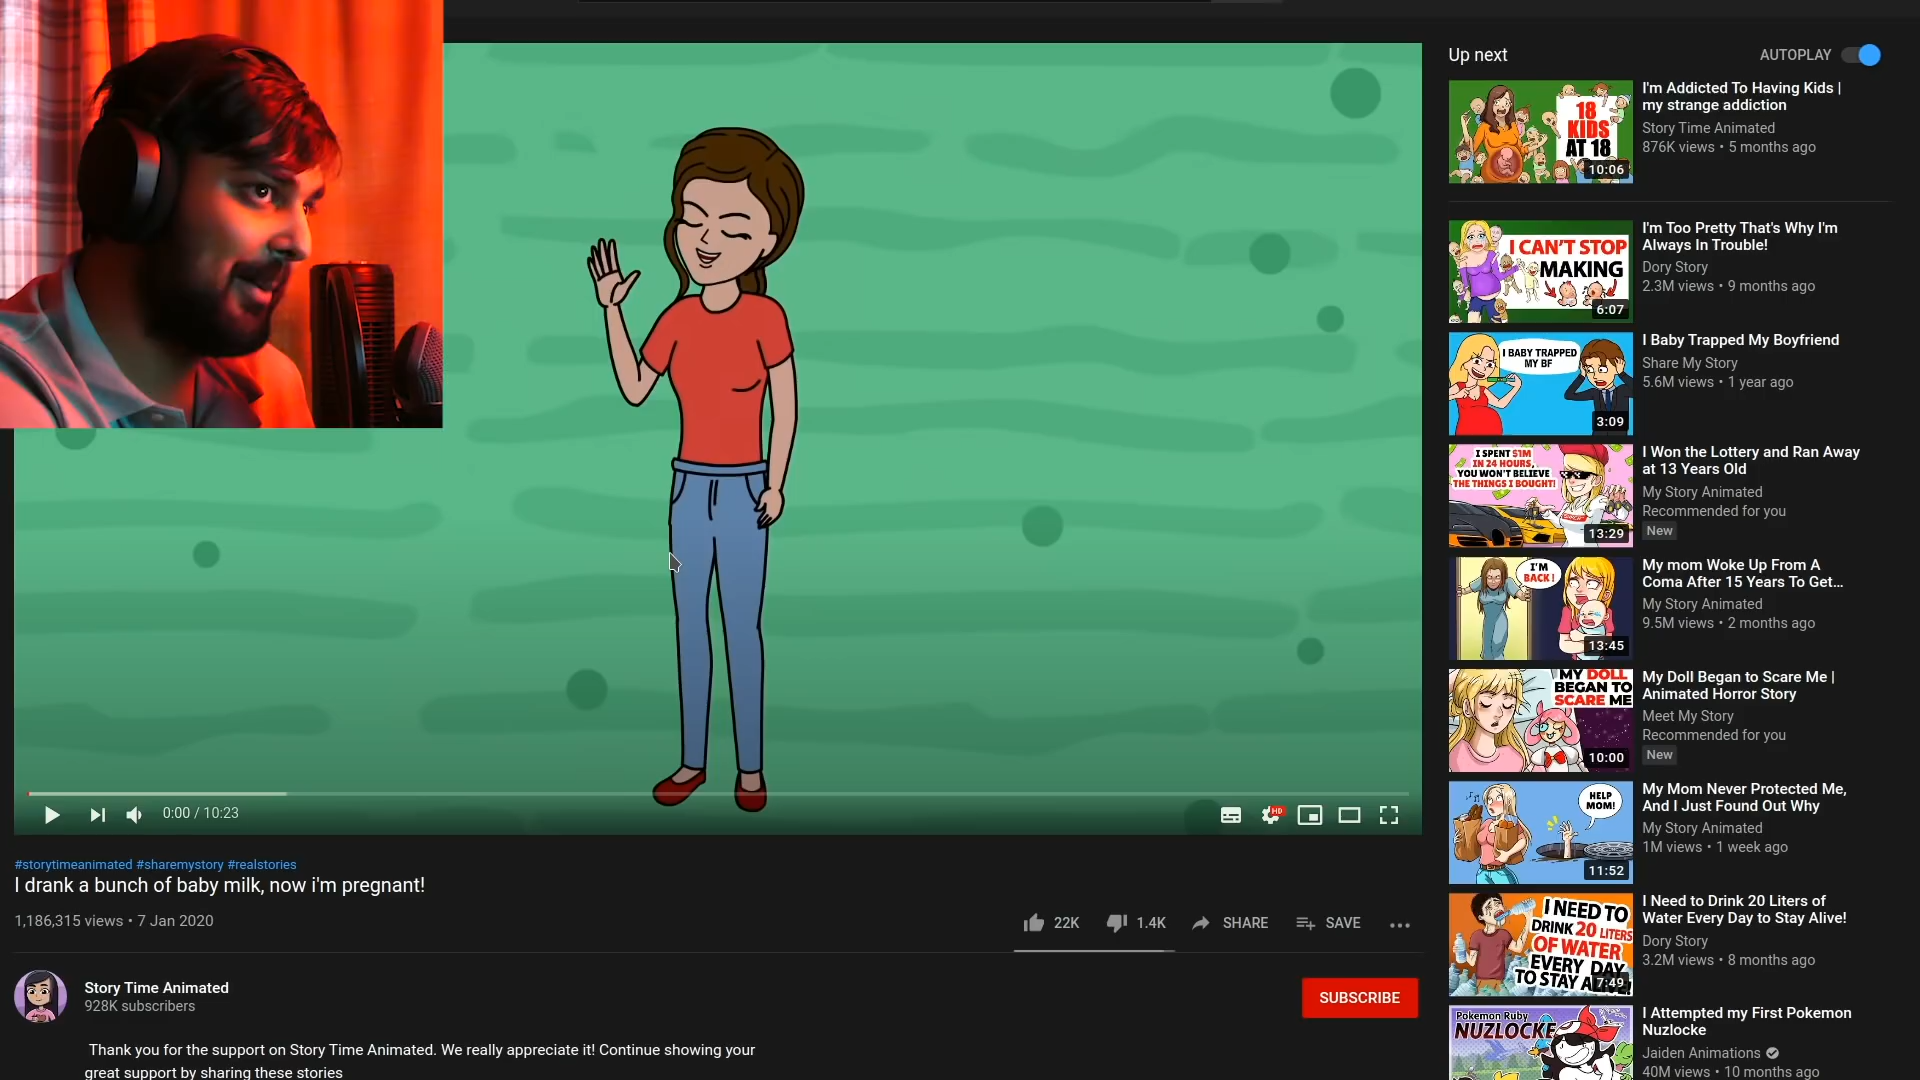 Up next
AUTOPLAY
18
KIDS
AT 18
10:06
I'm Addicted To Having Kids |
my strange addiction
Story Time Animated
876K views • 5 months ago
I CAN'T STOP
MAKING
6:07
I'm Too Pretty That's Why I'm
Always In Trouble!
Dory Story
2.3M views • 9 months ago
I BABY TRAPPED
MY BF
3:09
I Baby Trapped My Boyfriend
Share My Story
5.6M views • 1 year ago
I SPENT $1M
IN 24 HOURS,
YOU WON'T BELIEVE
THE THINGS I BOUGHT!
13:29
I Won the Lottery and Ran Away
at 13 Years Old
My Story Animated
Recommended for you
New
I'M
BACK!
13:45
My mom Woke Up From A
Coma After 15 Years To Get...
My Story Animated
9.5M views • 2 months ago
MY DOLL
BEGAN TO
SCARE ME
10:00
My Doll Began to Scare Me |
Animated Horror Story
Meet My Story
Recommended for you
New
HELP
MOM!
11:52
My Mom Never Protected Me,
And I Just Found Out Why
My Story Animated
1M views • 1 week ago
I NEED TO
DRINK 20 LITERS
OF WATER
EVERY DAY
TO STAY ALIVE!
7:49
I Need to Drink 20 Liters of
Water Every Day to Stay Alive!
Dory Story
3.2M views • 8 months ago
Pokemon Ruby
NUZLOCKE
I Attempted my First Pokemon
Nuzlocke
Jaiden Animations
40M views • 10 months ago
0:00 / 10:23
HD
#storytimeanimated #sharemystory #realstories
I drank a bunch of baby milk, now i'm pregnant!
1,186,315 views • 7 Jan 2020
22K
1.4K
SHARE
SAVE
Story Time Animated
928K subscribers
SUBSCRIBE
Thank you for the support on Story Time Animated. We really appreciate it! Continue showing your
great support by sharing these stories